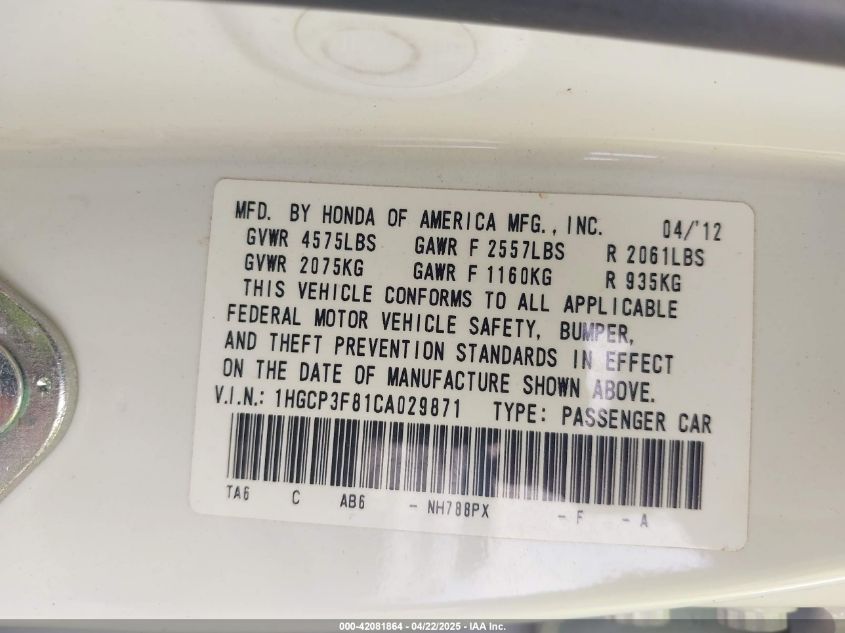 MFD. BY HONDA OF AMERICA MFG., INC. 04/'12
GVWR 4575LBS GAWR F 2557LBS R 2061LBS
GVWR 2075KG GAWR F 1160KG R 935KG
THIS VEHICLE CONFORMS TO ALL APPLICABLE
FEDERAL MOTOR VEHICLE SAFETY, BUMPER,
AND THEFT PREVENTION STANDARDS IN EFFECT
ON THE DATE OF MANUFACTURE SHOWN ABOVE.
V.I.N.: 1HGCP3F81CA029871 TYPE: PASSENGER CAR
TA6 C AB6 - NH788PX - F - A
000-42081864 - 04/22/2025 - IAA Inc.